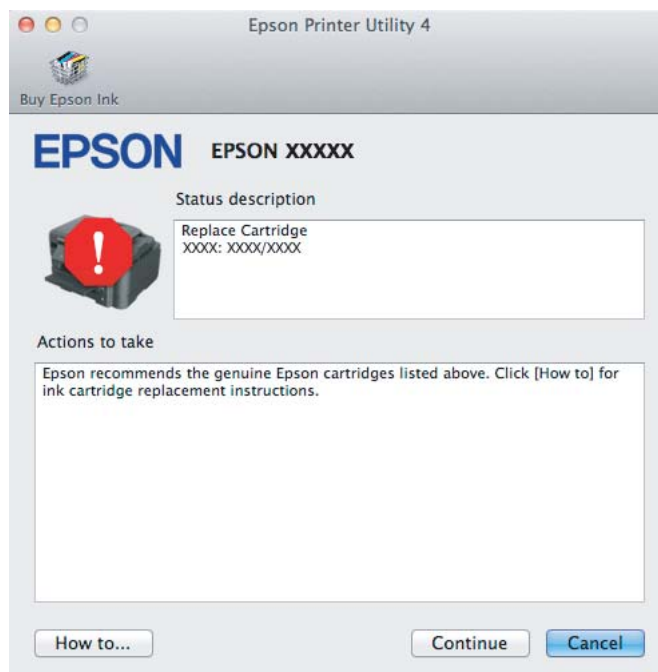 Epson Printer Utility 4
Buy Epson Ink
EPSON EPSON XXXXX
Status description
Replace Cartridge
XXXX: XXXX/XXXX
Actions to take
Epson recommends the genuine Epson cartridges listed above. Click [How to] for
ink cartridge replacement instructions.
How to... Continue Cancel